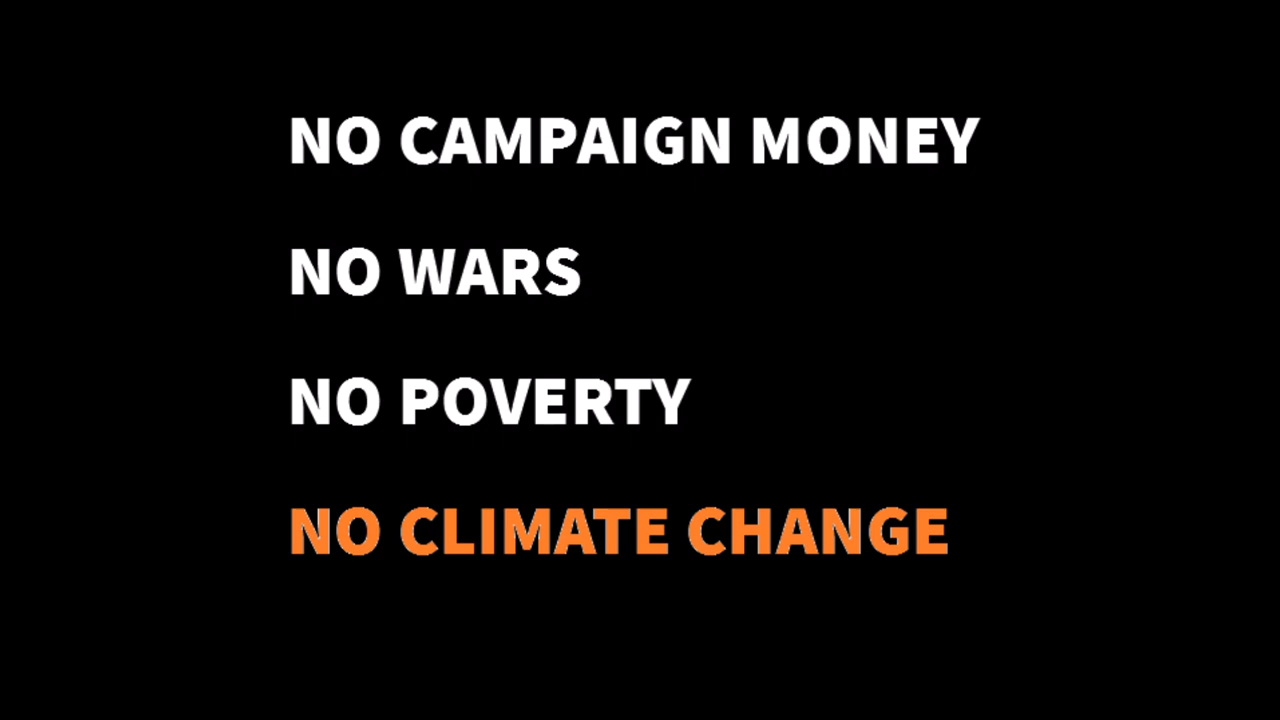 NO CAMPAIGN MONEY
NO WARS
NO POVERTY
NO CLIMATE CHANGE